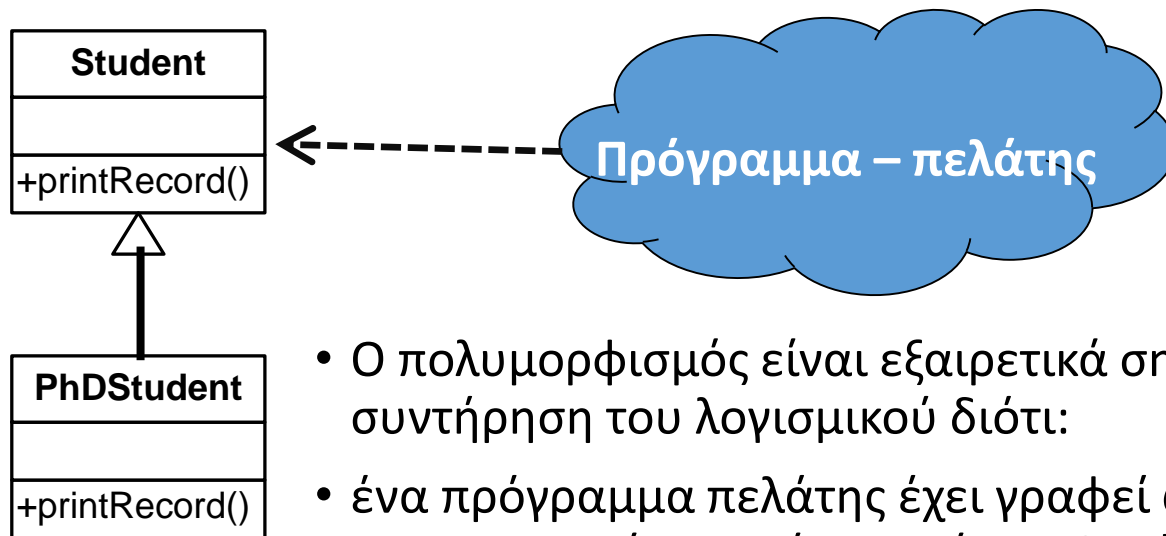 Student
+printRecord()
Πρόγραμμα – πελάτης
PhDStudent
+printRecord()
• Ο πολυμορφισμός είναι εξαιρετικά
συντήρηση του λογισμικού διότι:
• ένα πρόγραμμα πελάτης έχει γραφεί